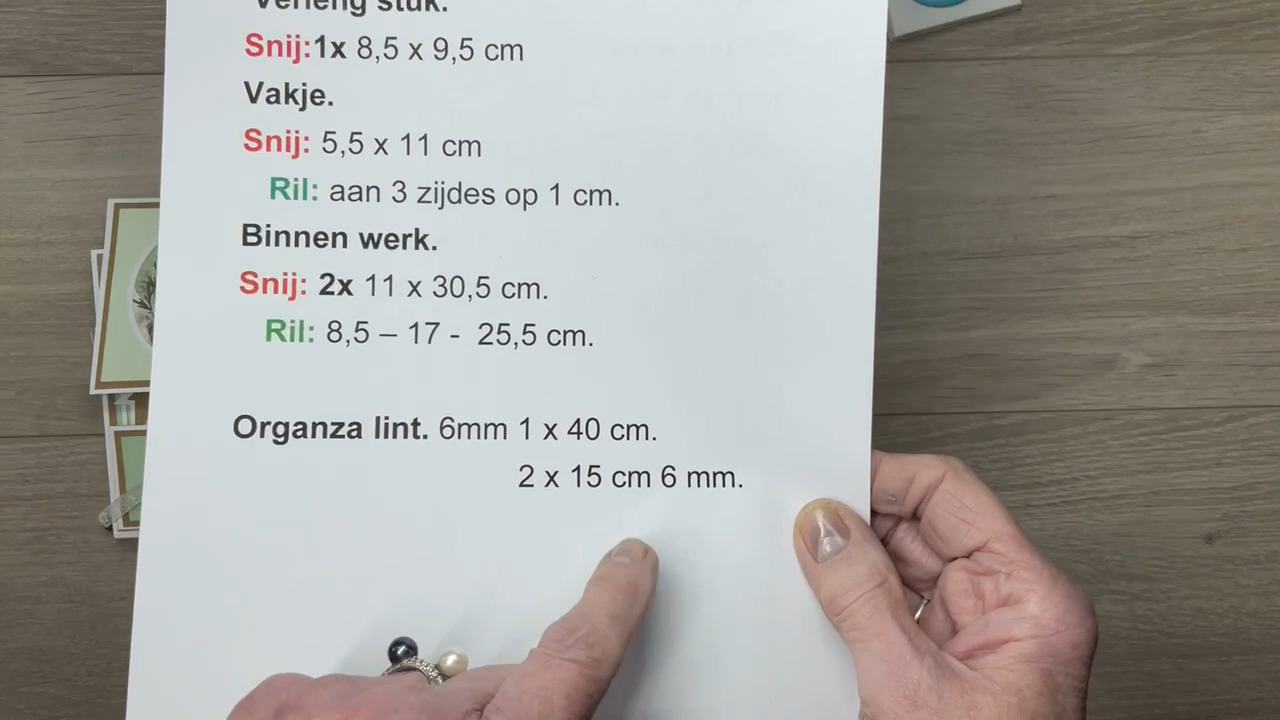 Verleng stuk.
Snij:1x 8,5 x 9,5 cm
Vakje.
Snij: 5,5 x 11 cm
Ril: aan 3 zijdes op 1 cm.
Binnen werk.
Snij: 2x 11 x 30,5 cm.
Ril: 8,5 – 17 - 25,5 cm.
Organza lint. 6mm 1 x 40 cm.
2 x 15 cm 6 mm.